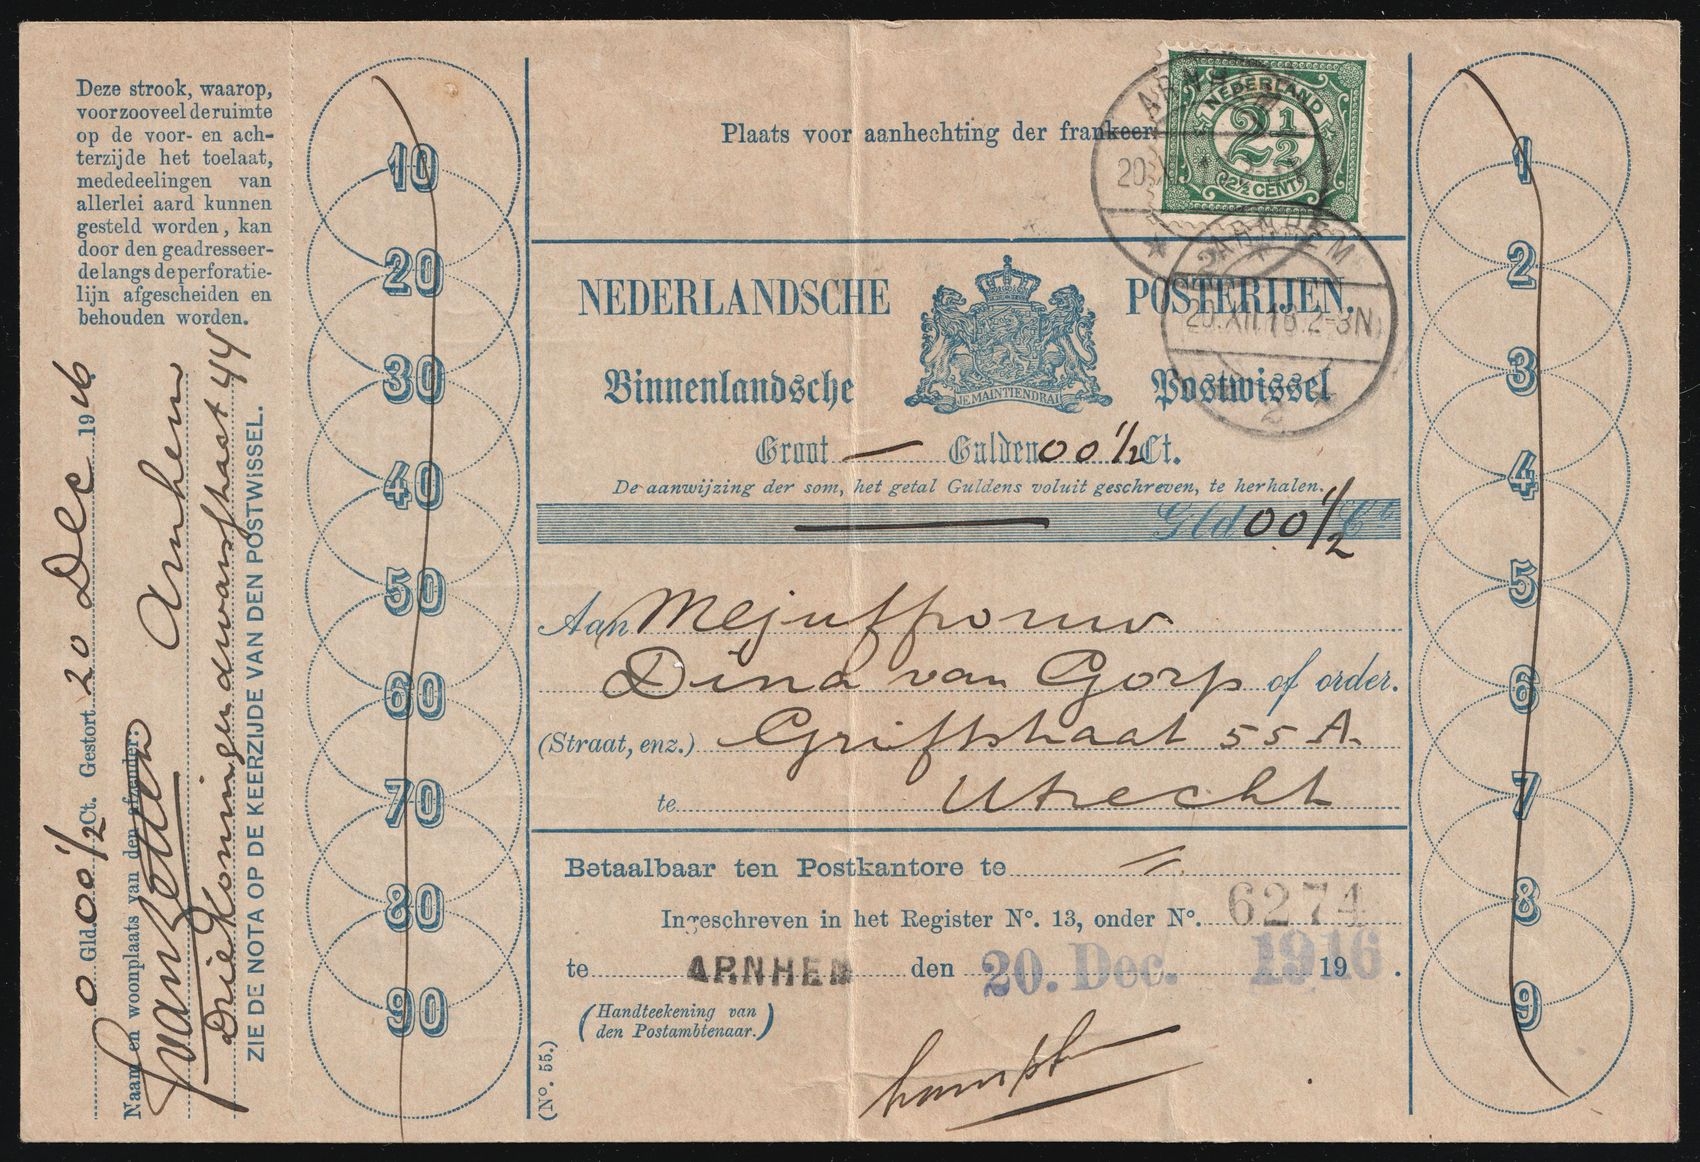 Deze strook, waarop,
voorzooveel de ruimte
op de voor- en ach-
terzijde het toelaat,
mededeelingen van
allerlei aard kunnen
gesteld worden, kan
door den geadresseer-
de langs de perforatie-
lijn afgescheiden en
behouden worden.
0 Gld. 00½ Ct. Gestort 20 Dec 1916
Naam en woonplaats van den afzender:
Arnhem
Driekoningendwarsstraat 44
ZIE DE NOTA OP DE KEERZIJDE VAN DEN POSTWISSEL.
10
20
30
40
50
60
70
80
90
Plaats voor aanhechting der frankeer
NEDERLAND
2½
2½ CENT
ARNHEM
20.XII.16.2-3N
2
NEDERLANDSCHE POSTERIJEN.
JE MAINTIENDRAI
Binnenlandsche Postwissel
Groot — Gulden 00½ Ct.
De aanwijzing der som, het getal Guldens voluit geschreven, te herhalen.
Gld 00½ Ct
Aan Mejuffrouw
Dina van Gorp of order.
(Straat, enz.) Griftstraat 55 A.
te Utrecht
Betaalbaar ten Postkantore te
Ingeschreven in het Register No. 13, onder No. 6274
te ARNHEM den 20. Dec. 1916 19
(Handteekening van
den Postambtenaar.)
(No. 55.)
1
2
3
4
5
6
7
8
9